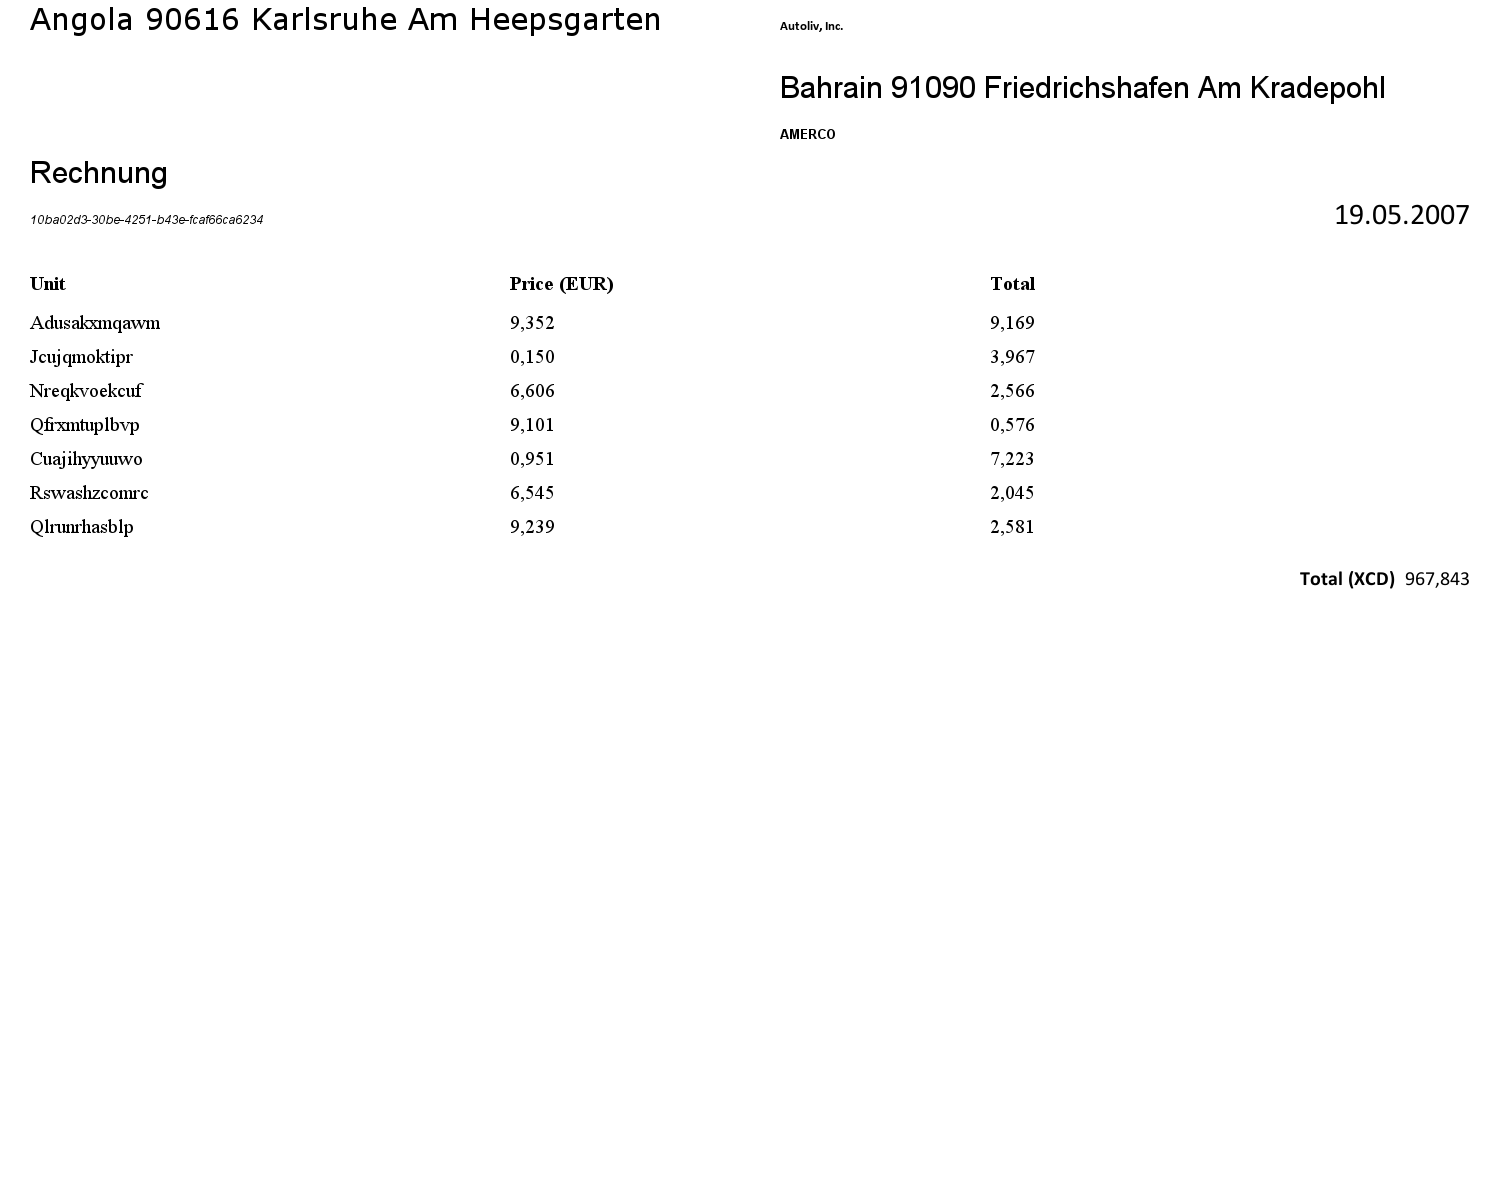 Angola 90616 Karlsruhe Am Heepsgarten
Autoliv, Inc.
Bahrain 91090 Friedrichshafen Am Kradepohl
AMERCO
Rechnung
10ba02d3-30be-4251-b43e-fcaf66ca6234
19.05.2007
Unit Price (EUR) Total
Adusakxmqawm 9,352 9,169
Jcujqmoktipr 0,150 3,967
Nreqkvoekcuf 6,606 2,566
Qfrxmtuplbvp 9,101 0,576
Cuajihyyuuwo 0,951 7,223
Rswashzcomrc 6,545 2,045
Qlrunrhasblp 9,239 2,581
Total (XCD) 967,843